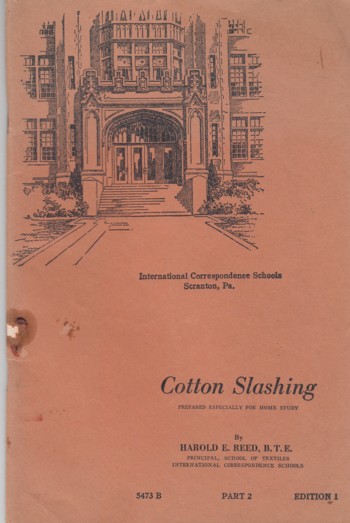 International Correspondence Schools
Scranton, Pa.
Cotton Slashing
PREPARED ESPECIALLY FOR HOME STUDY
By
HAROLD E. REED, B.T.E.
PRINCIPAL, SCHOOL OF TEXTILES
INTERNATIONAL CORRESPONDENCE SCHOOLS
5473 B PART 2 EDITION 1